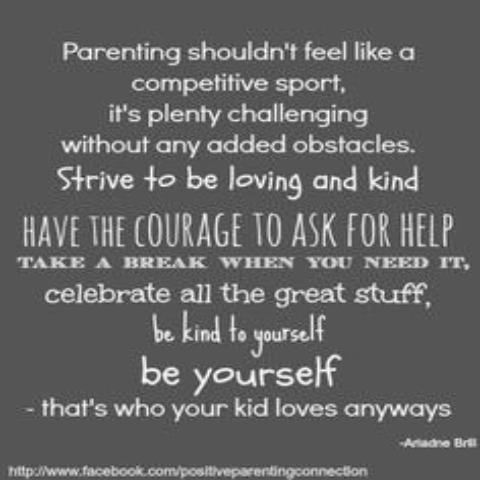 Parenting shouldn't feel like a
competitive sport,
it's plenty challenging
without any added obstacles.
Strive to be loving and kind
HAVE THE COURAGE TO ASK FOR HELP
TAKE A BREAK WHEN YOU NEED IT,
celebrate all the great stuff,
be kind to yourself
be yourself
- that's who your kid loves anyways
-Ariadne Brill
http://www.facebook.com/positiveparentingconnection